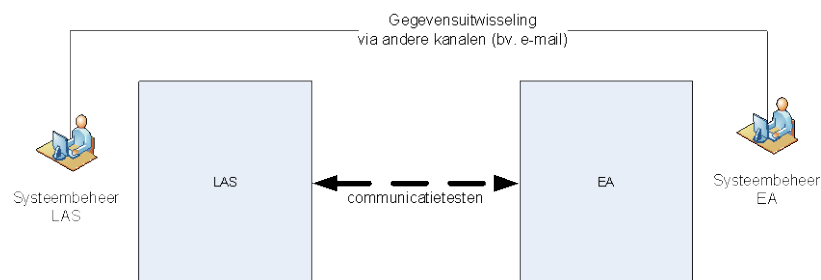 Gegevensuitwisseling
via andere kanalen (bv. e-mail)
Systeembeheer
LAS
LAS
communicatietesten
EA
Systeembeheer
EA